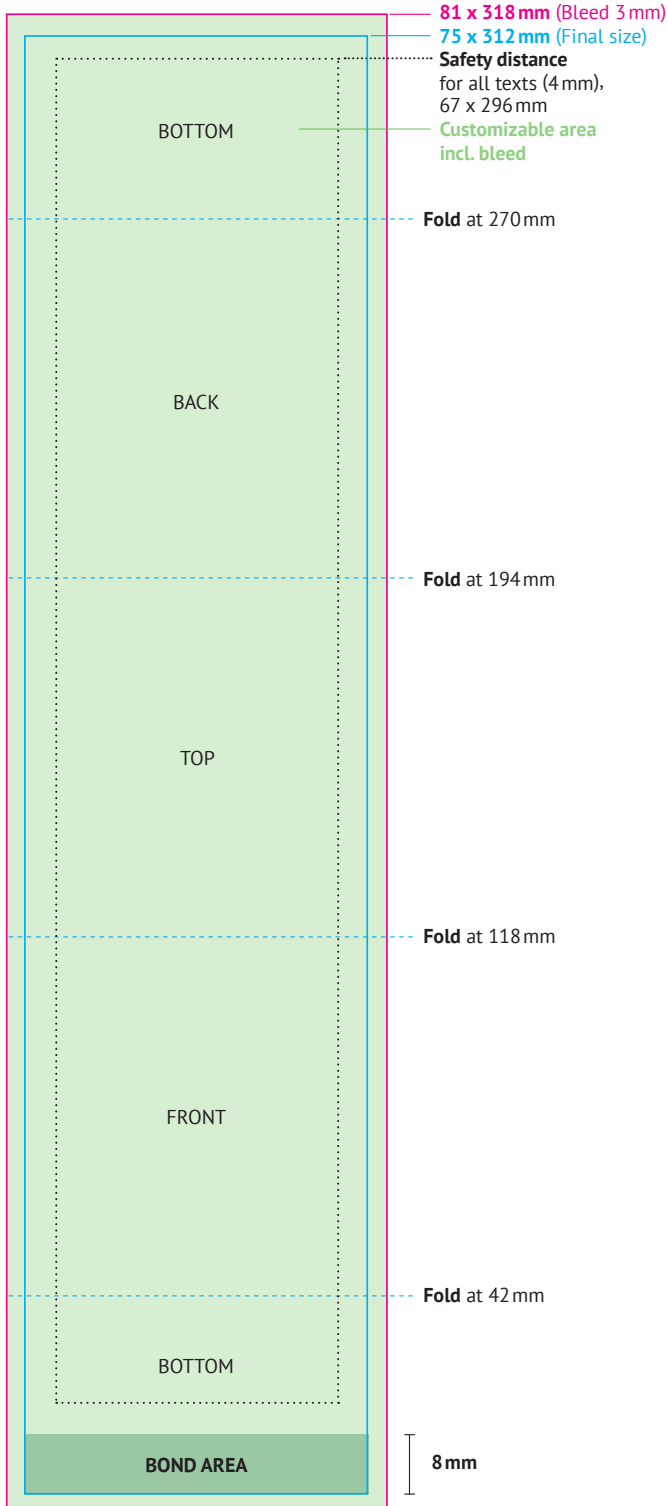 81 x 318 mm (Bleed 3 mm)
75 x 312 mm (Final size)
Safety distance
for all texts (4 mm),
67 x 296 mm
Customizable area
incl. bleed
BOTTOM
Fold at 270 mm
BACK
Fold at 194 mm
TOP
Fold at 118 mm
FRONT
Fold at 42 mm
BOTTOM
BOND AREA
8 mm